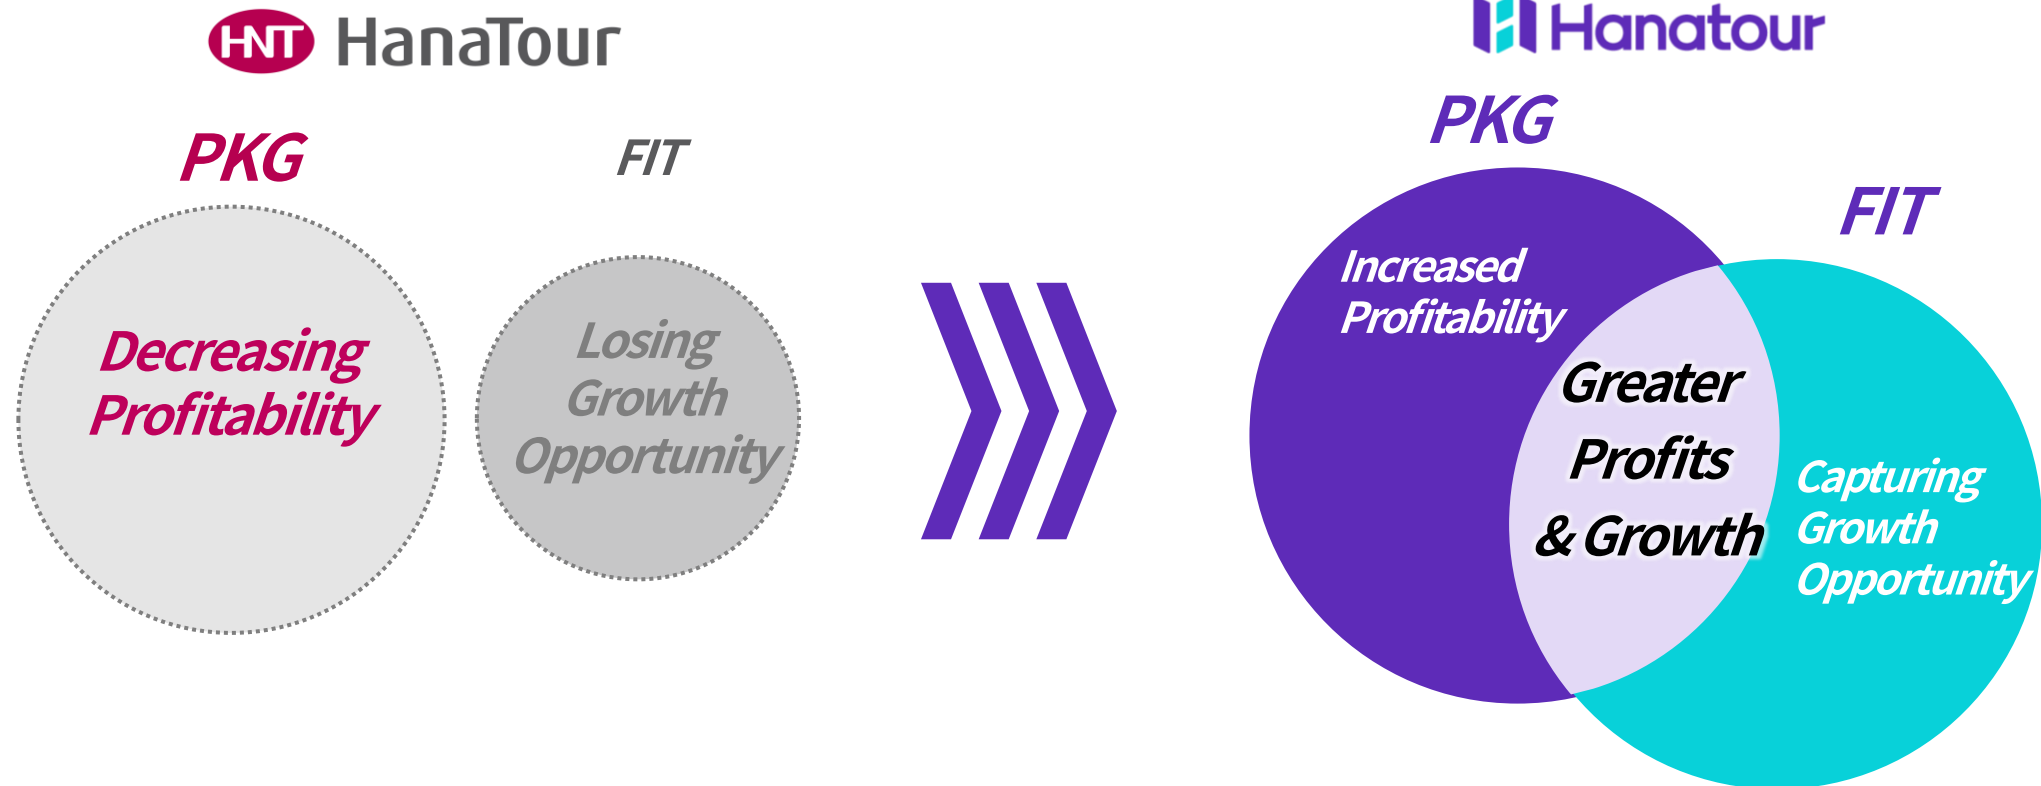 HNT HanaTour
PKG
FIT
Decreasing
Profitability
Losing
Growth
Opportunity
Hanatour
PKG
FIT
Increased
Profitability
Greater
Profits
& Growth
Capturing
Growth
Opportunity